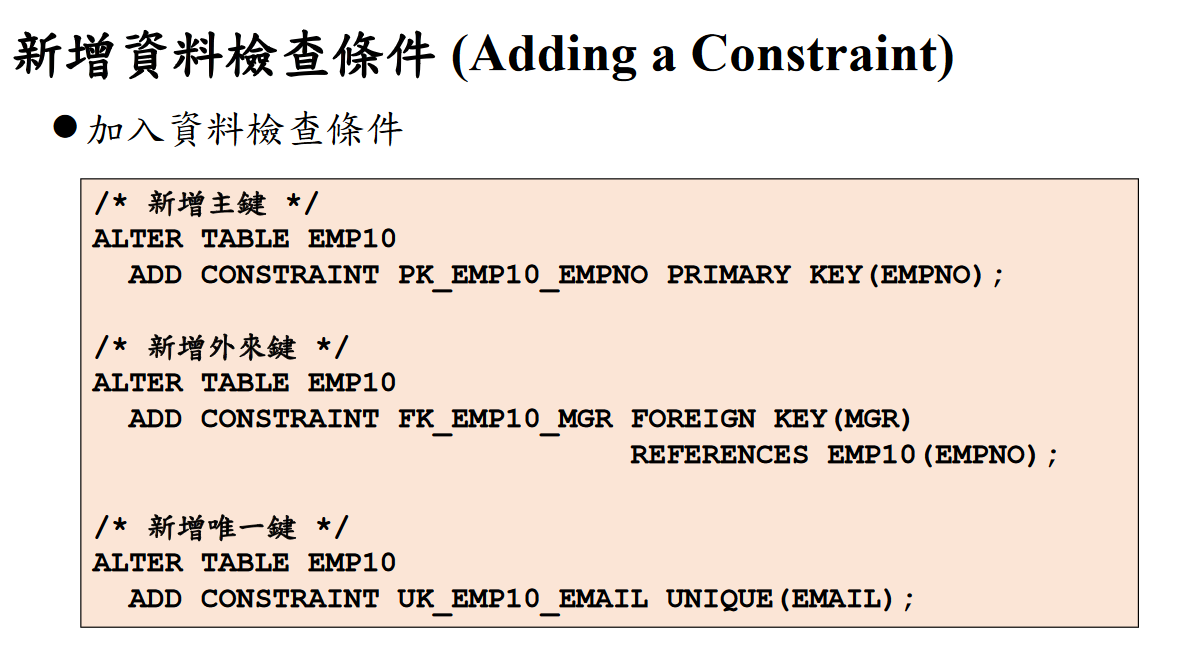 新增資料檢查條件 (Adding a Constraint)
●加入資料檢查條件
/* 新增主鍵 */
ALTER TABLE EMP10
  ADD CONSTRAINT PK_EMP10_EMPNO PRIMARY KEY(EMPNO);
/* 新增外來鍵 */
ALTER TABLE EMP10
  ADD CONSTRAINT FK_EMP10_MGR FOREIGN KEY(MGR)
                              REFERENCES EMP10(EMPNO);
/* 新增唯一鍵 */
ALTER TABLE EMP10
  ADD CONSTRAINT UK_EMP10_EMAIL UNIQUE(EMAIL);